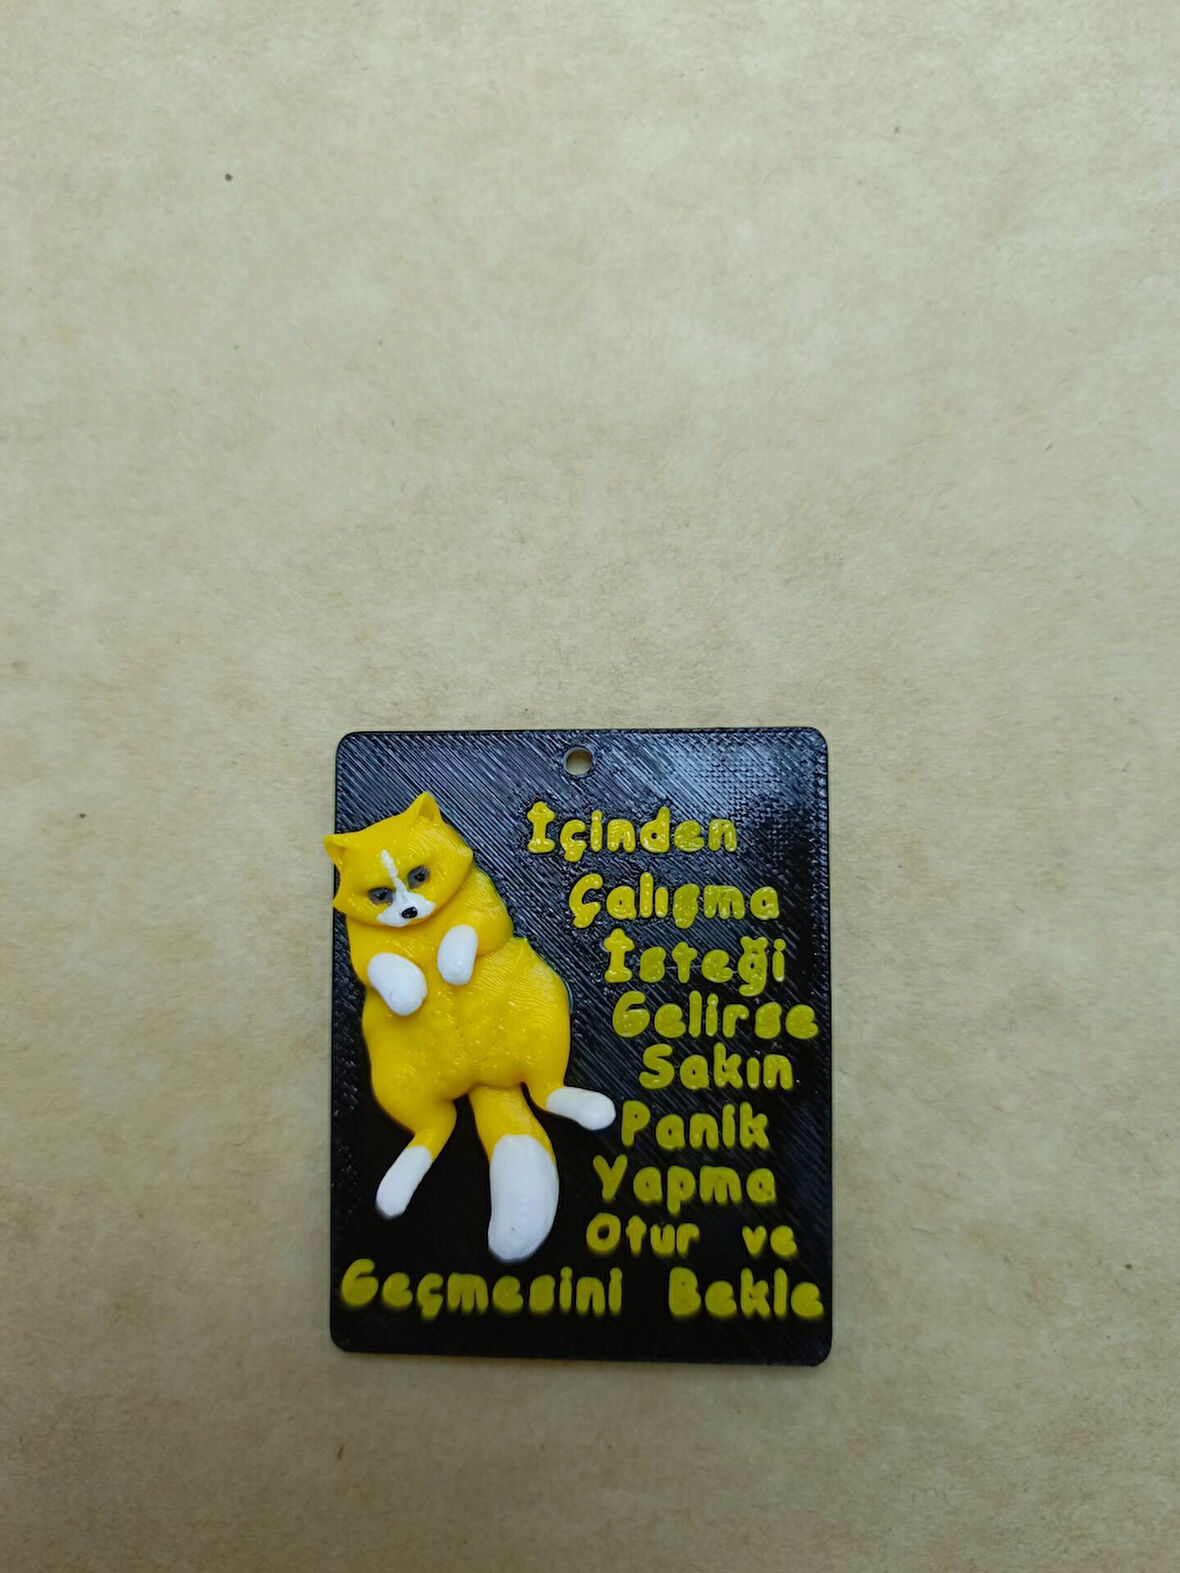 İçinden
Çalışma
İsteği
Gelirse
Sakın
Panik
Yapma
Otur ve
Geçmesini Bekle